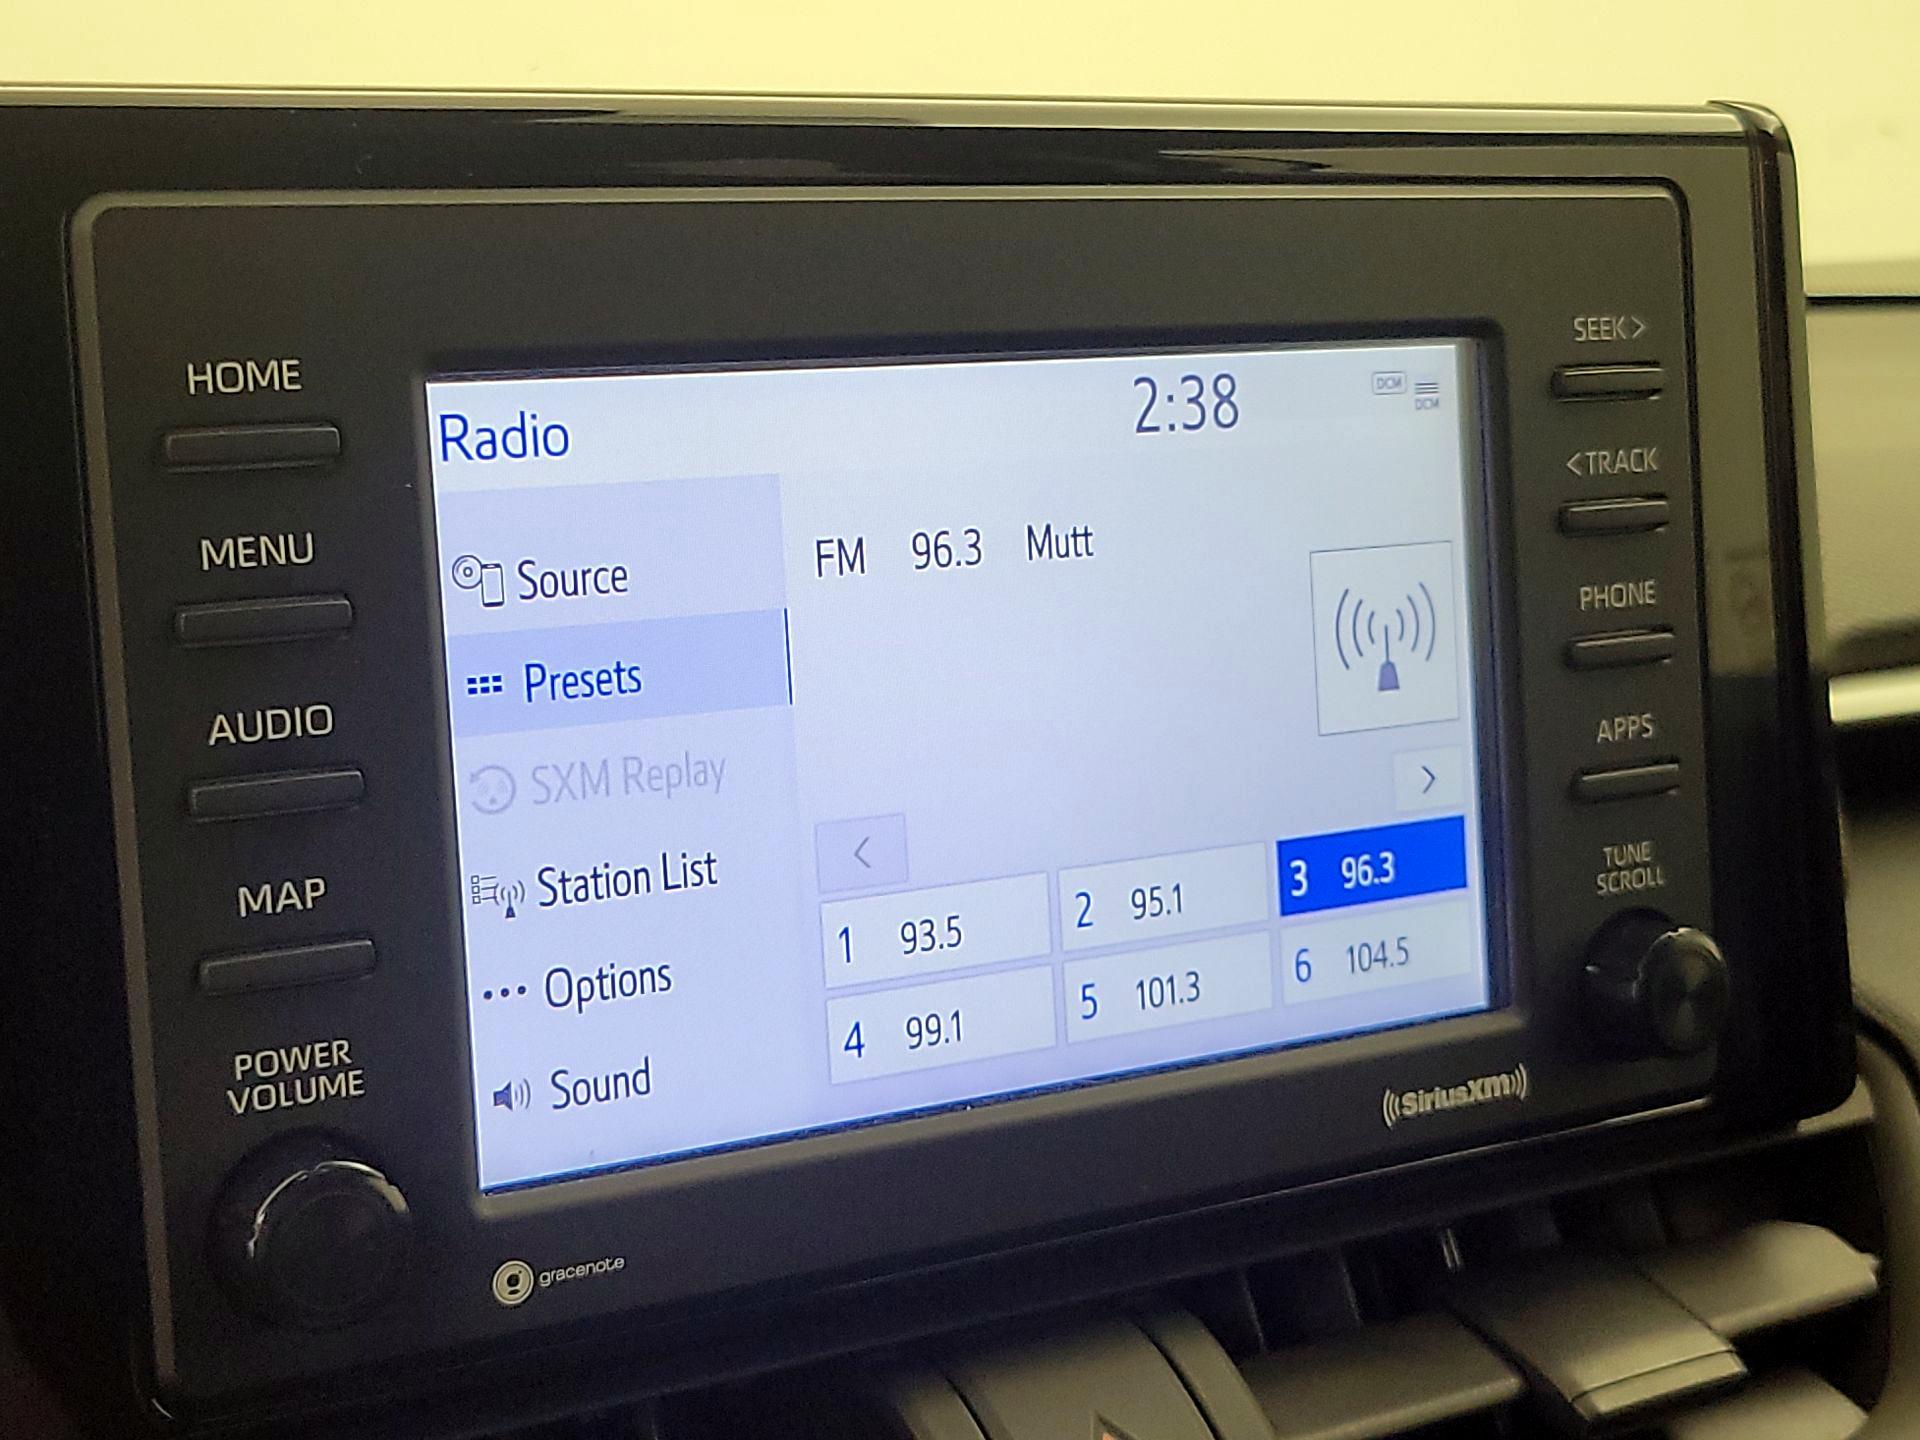 HOME
MENU
AUDIO
MAP
POWER
VOLUME
Radio
2:38
DCM
DCM
Source
Presets
SXM Replay
Station List
Options
Sound
FM 96.3 Mutt
<
>
1 93.5
2 95.1
3 96.3
4 99.1
5 101.3
6 104.5
SEEK >
< TRACK
PHONE
APPS
TUNE
SCROLL
gracenote
((SiriusXM))